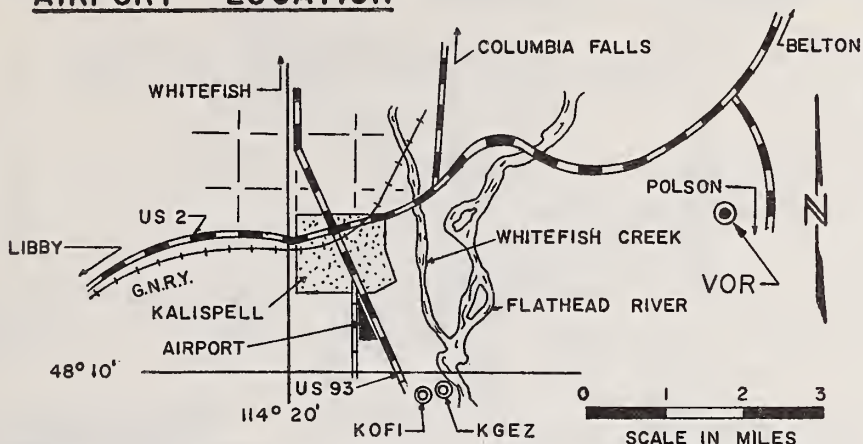 AIRPORT LOCATION
COLUMBIA FALLS
BELTON
WHITEFISH
POLSON
N
US 2
LIBBY
WHITEFISH CREEK
VOR
G.N.R.Y.
FLATHEAD RIVER
KALISPELL
AIRPORT
48° 10'
US 93
114° 20'
0 1 2 3
KOFI
KGEZ
SCALE IN MILES